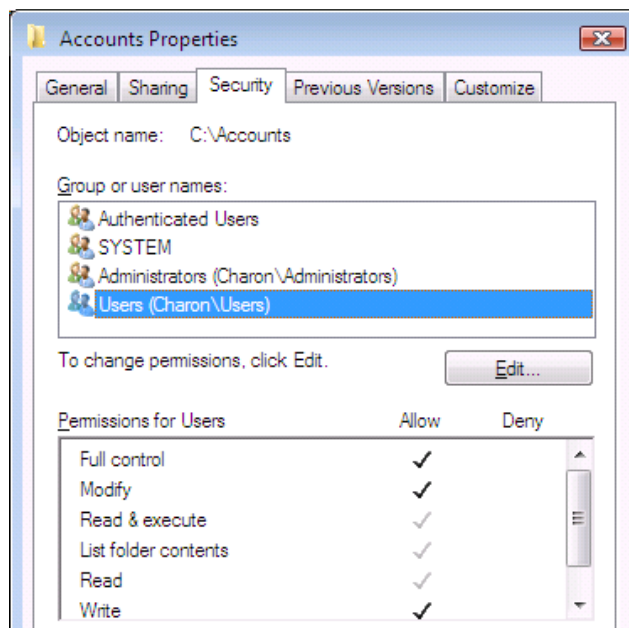 Accounts Properties
General Sharing Security Previous Versions Customize
Object name: C:\Accounts
Group or user names:
Authenticated Users
SYSTEM
Administrators (Charon\Administrators)
Users (Charon\Users)
To change permissions, click Edit.
Edit...
Permissions for Users Allow Deny
Full control
Modify
Read & execute
List folder contents
Read
Write